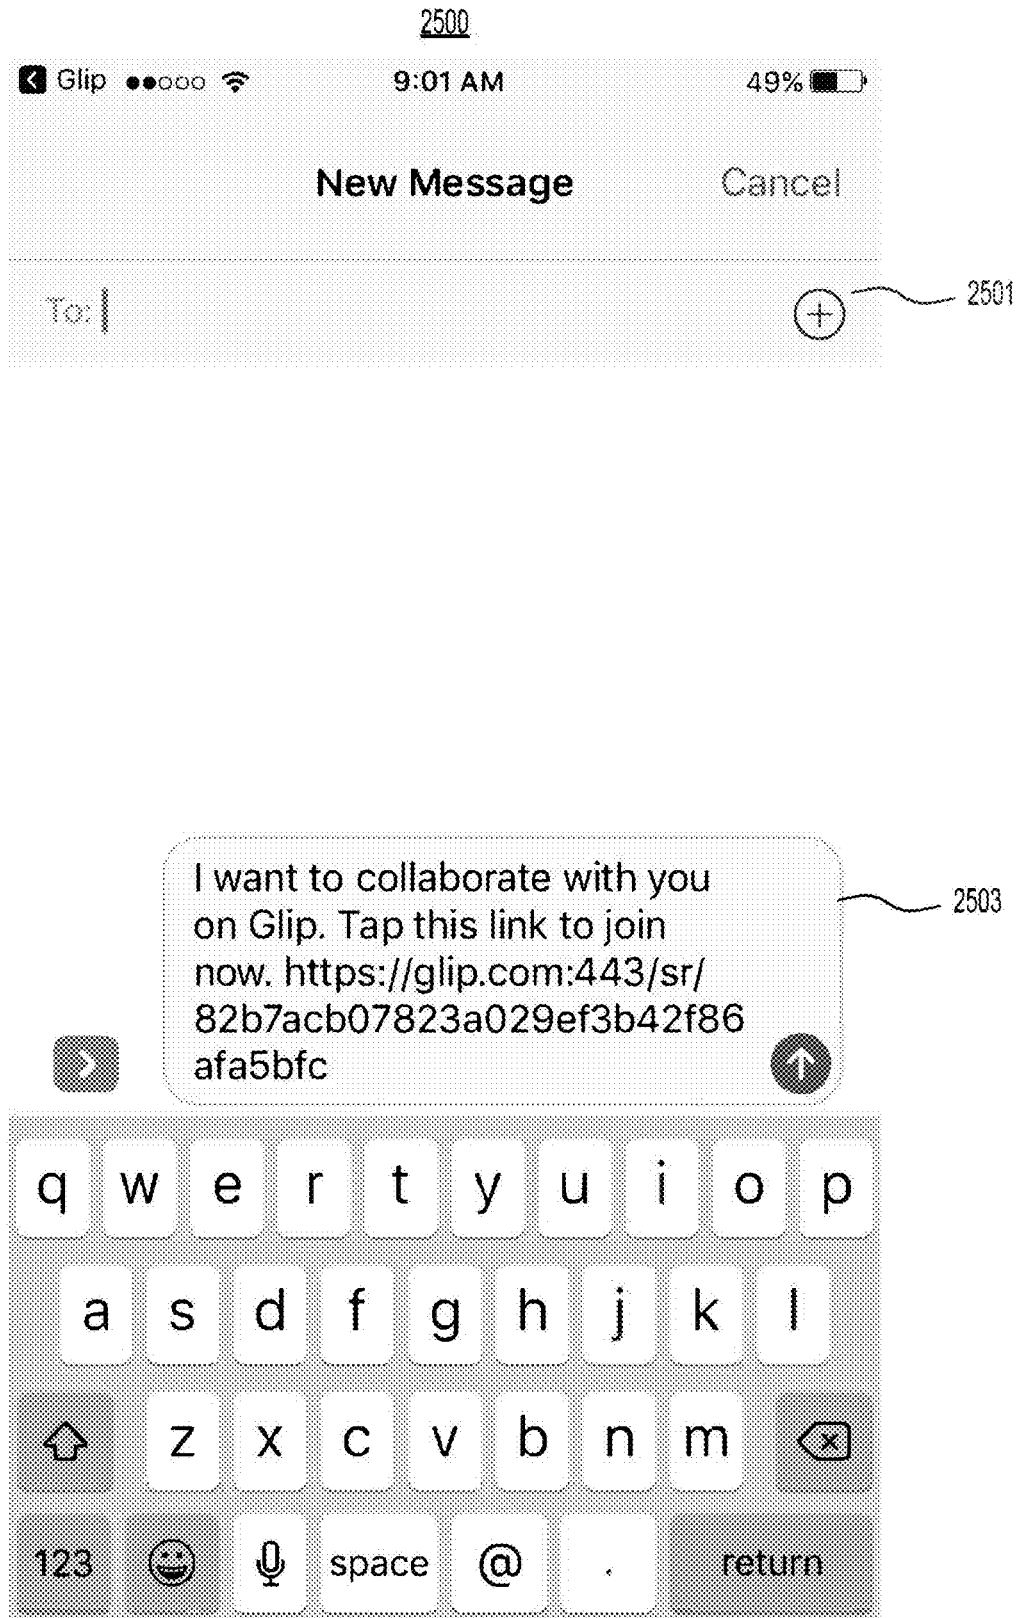 2500
Glip 9:01 AM 49%
New Message Cancel
To:
2501
I want to collaborate with you
on Glip. Tap this link to join
now. https://glip.com:443/sr/
82b7acb07823a029ef3b42f86
afa5bfc
2503
q w e r t y u i o p
a s d f g h j k l
z x c v b n m
123 space @ . return